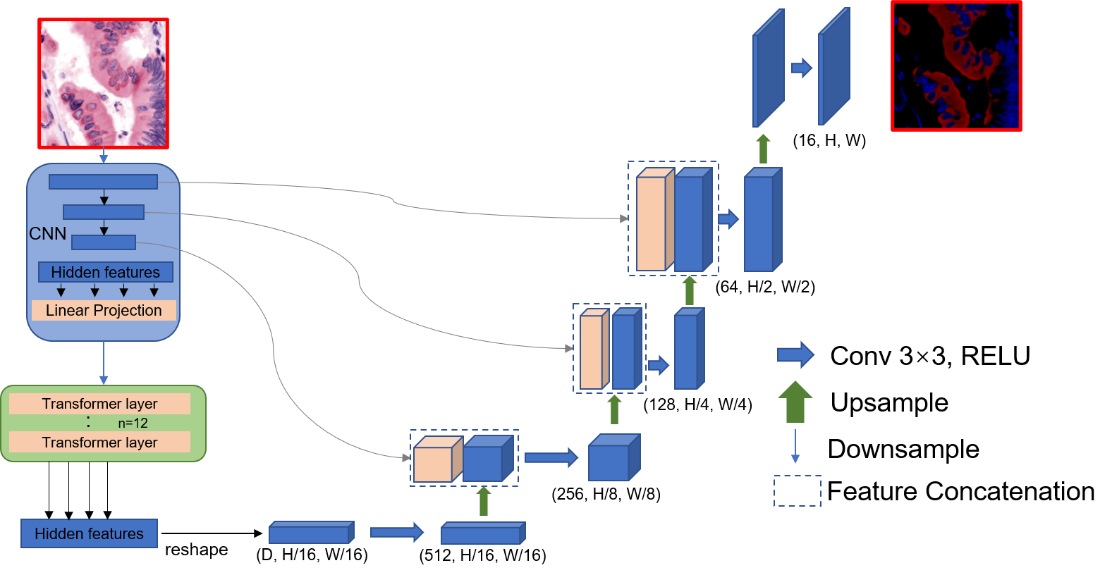 CNN
Hidden features
Linear Projection
Transformer layer
: n=12
Transformer layer
Hidden features
reshape
(D, H/16, W/16)
(512, H/16, W/16)
(256, H/8, W/8)
(128, H/4, W/4)
(64, H/2, W/2)
(16, H, W)
Conv 3×3, RELU
Upsample
Downsample
Feature Concatenation